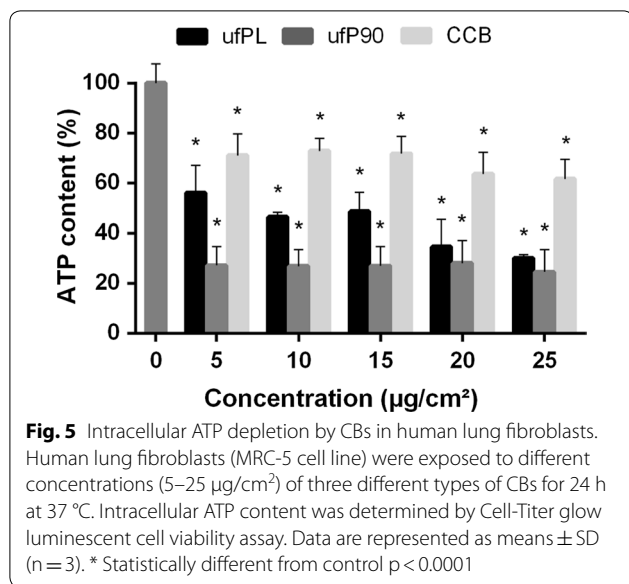 ufPL ufP90 CCB
ATP content (%)
100
80
60
40
20
0
* * * * * * * * * * * * * * *
0 5 10 15 20 25
Concentration (µg/cm²)
Fig. 5 Intracellular ATP depletion by CBs in human lung fibroblasts.
Human lung fibroblasts (MRC-5 cell line) were exposed to different
concentrations (5–25 µg/cm²) of three different types of CBs for 24 h
at 37 °C. Intracellular ATP content was determined by Cell-Titer glow
luminescent cell viability assay. Data are represented as means ± SD
(n = 3). * Statistically different from control p < 0.0001